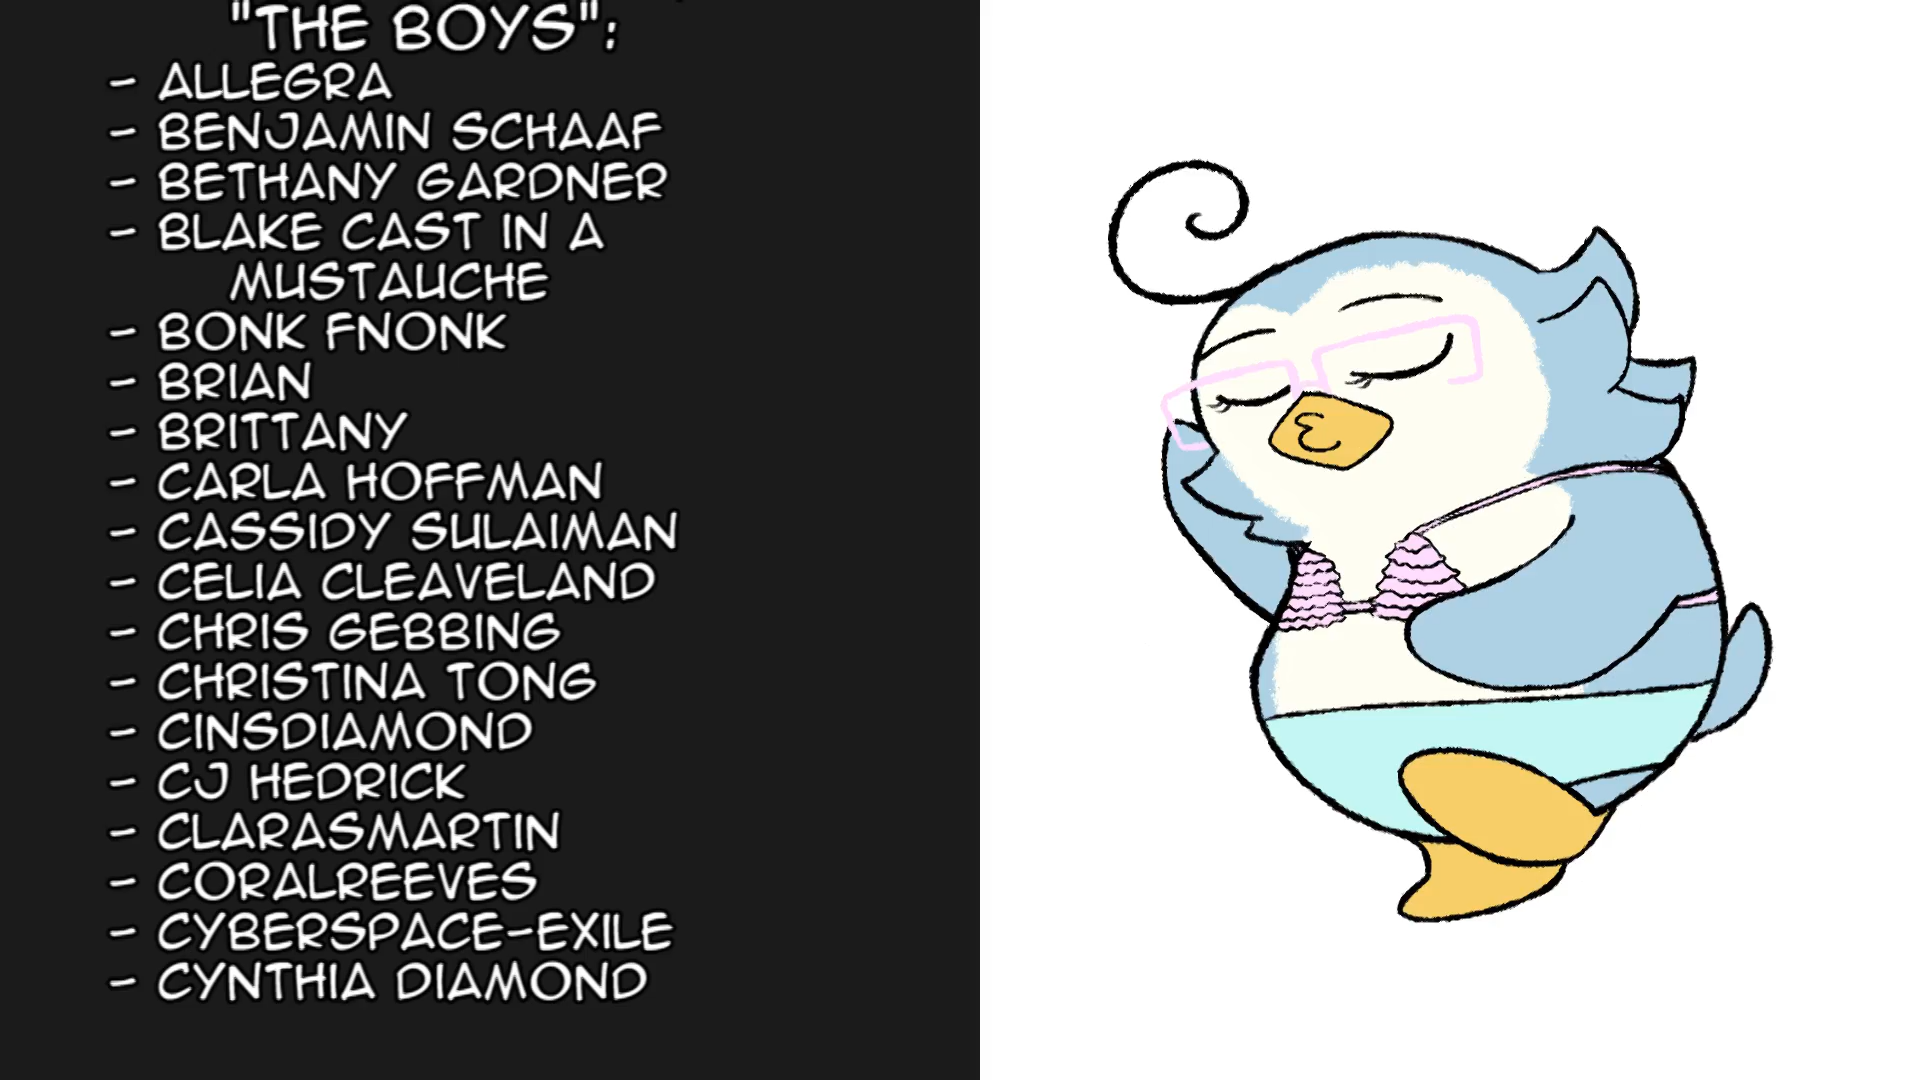 "THE BOYS":
- ALLEGRA
- BENJAMIN SCHAAF
- BETHANY GARDNER
- BLAKE CAST IN A
MUSTAUCHE
- BONK FNONK
- BRIAN
- BRITTANY
- CARLA HOFFMAN
- CASSIDY SULAIMAN
- CELIA CLEAVELAND
- CHRIS GEBBING
- CHRISTINA TONG
- CINSDIAMOND
- CJ HEDRICK
- CLARASMARTIN
- CORALREEVES
- CYBERSPACE-EXILE
- CYNTHIA DIAMOND